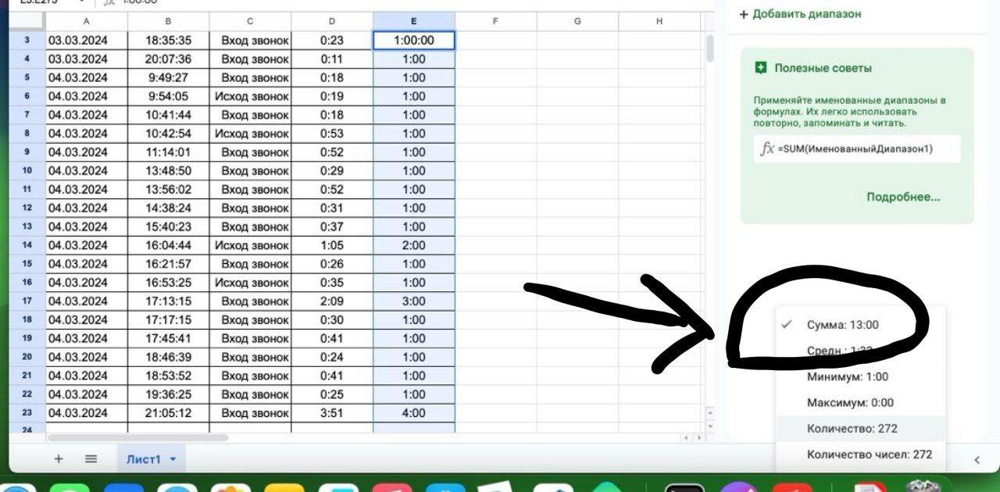 1:00:00
A B C D E F G H
3 03.03.2024 18:35:35 Вход звонок 0:23 1:00:00
4 03.03.2024 20:07:36 Вход звонок 0:11 1:00
5 04.03.2024 9:49:27 Вход звонок 0:18 1:00
6 04.03.2024 9:54:05 Исход звонок 0:19 1:00
7 04.03.2024 10:41:44 Вход звонок 0:18 1:00
8 04.03.2024 10:42:54 Исход звонок 0:53 1:00
9 04.03.2024 11:14:01 Вход звонок 0:52 1:00
10 04.03.2024 13:48:50 Вход звонок 0:29 1:00
11 04.03.2024 13:56:02 Вход звонок 0:52 1:00
12 04.03.2024 14:38:24 Вход звонок 0:31 1:00
13 04.03.2024 15:40:23 Вход звонок 0:37 1:00
14 04.03.2024 16:04:44 Исход звонок 1:05 2:00
15 04.03.2024 16:21:57 Вход звонок 0:26 1:00
16 04.03.2024 16:53:25 Исход звонок 0:35 1:00
17 04.03.2024 17:13:15 Вход звонок 2:09 3:00
18 04.03.2024 17:17:15 Вход звонок 0:30 1:00
19 04.03.2024 17:45:41 Вход звонок 0:41 1:00
20 04.03.2024 18:46:39 Вход звонок 0:24 1:00
21 04.03.2024 18:53:52 Вход звонок 0:41 1:00
22 04.03.2024 19:36:25 Вход звонок 0:25 1:00
23 04.03.2024 21:05:12 Вход звонок 3:51 4:00
24
Лист1
+ Добавить диапазон
Полезные советы
Применяйте именованные диапазоны в
формулах. Их легко использовать
повторно, запоминать и читать.
fx =SUM(ИменованныйДиапазон1)
Подробнее...
Сумма: 13:00
Средн.:
Минимум: 1:00
Максимум: 0:00
Количество: 272
Количество чисел: 272